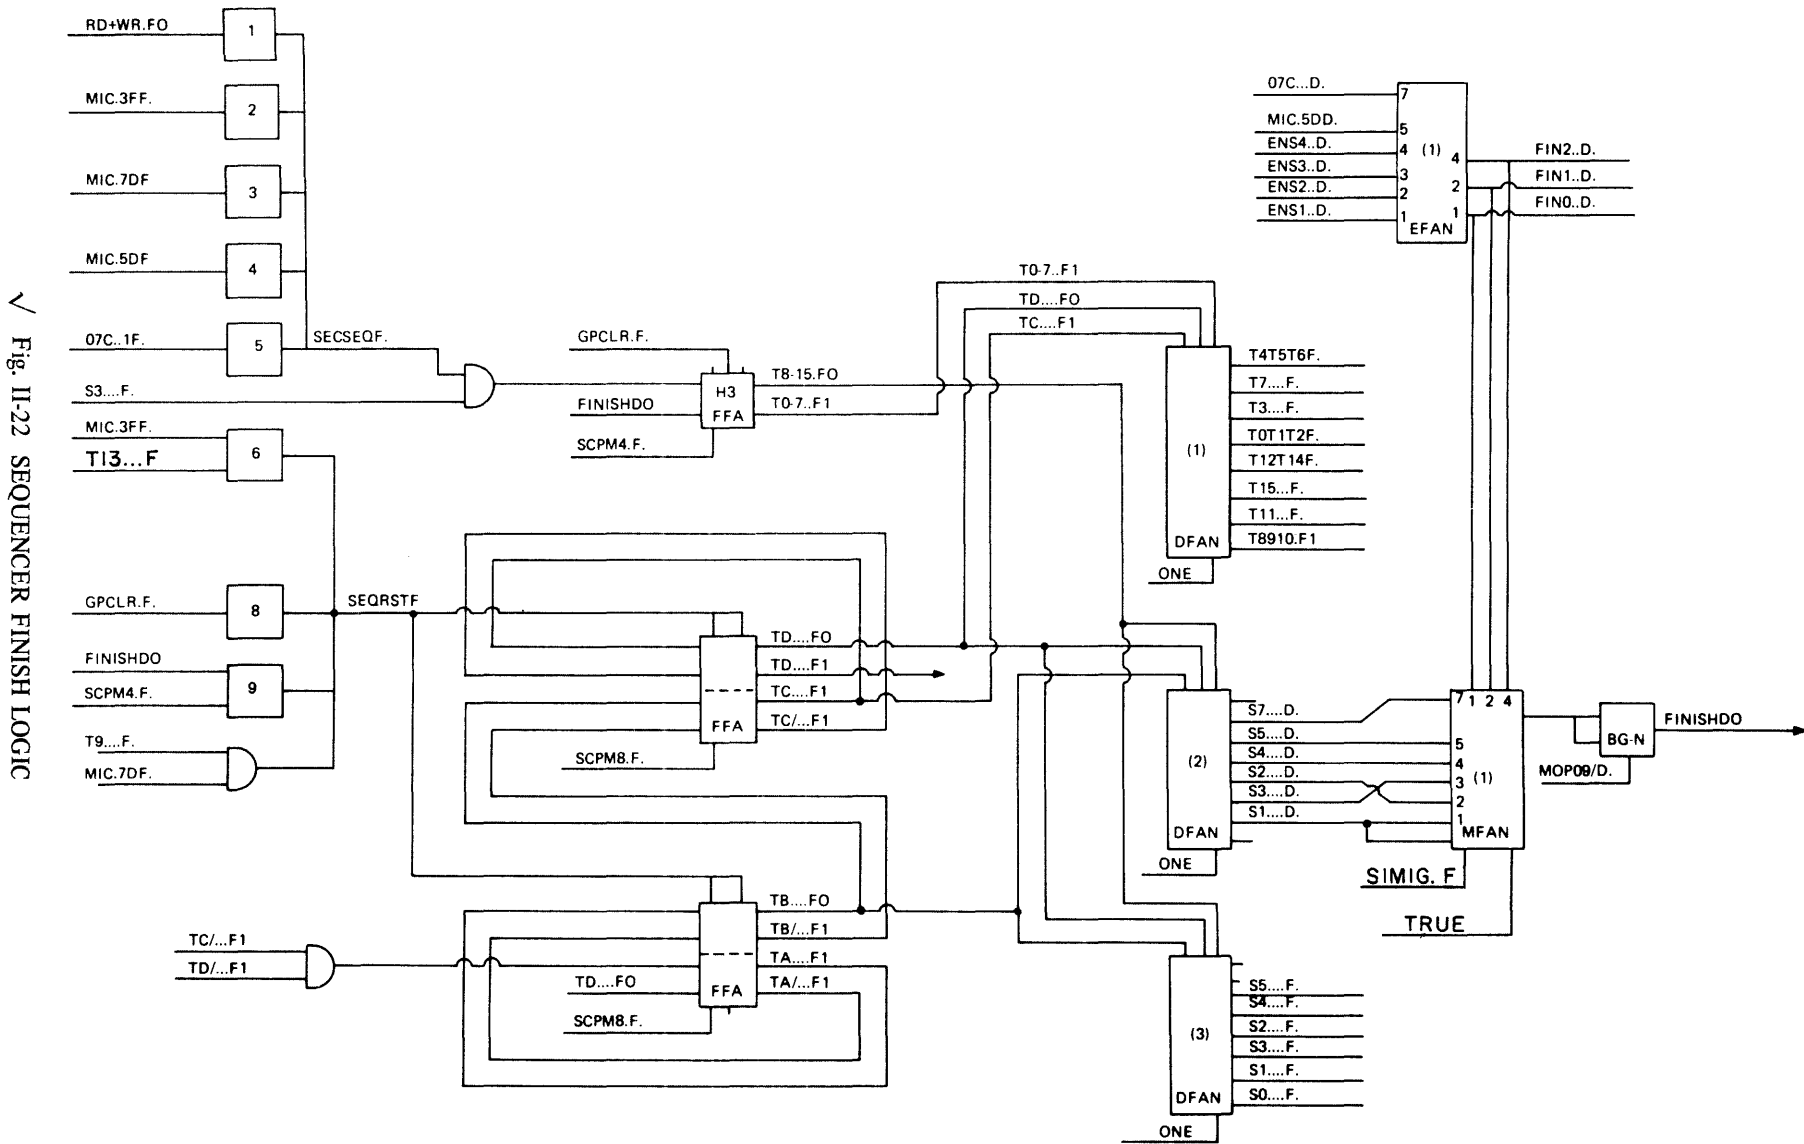 RD+WR.FO
1
MIC.3FF.
2
MIC.7DF
3
MIC.5DF
4
07C..1F.
5
SECSEQF.
S3....F.
MIC.3FF.
TI3...F
6
GPCLR.F.
8
SEQRSTF
FINISHDO
SCPM4.F.
9
T9....F.
MIC.7DF.
TC/...F1
TD/...F1
GPCLR.F.
H3
FFA
FINISHDO
SCPM4.F.
T8-15.FO
T0-7..F1
TD....FO
TD....F1
TC....F1
TC/...F1
FFA
SCPM8.F.
TB....FO
TB/...F1
TA....F1
TA/...F1
FFA
TD....FO
SCPM8.F.
T0-7..F1
TD....FO
TC....F1
(1)
DFAN
ONE
T4T5T6F.
T7....F.
T3....F.
T0T1T2F.
T12T14F.
T15...F.
T11...F.
T8910.F1
(2)
DFAN
ONE
S7....D.
S5....D.
S4....D.
S2....D.
S3....D.
S1....D.
(3)
DFAN
ONE
S5....F.
S4....F.
S2....F.
S3....F.
S1....F.
S0....F.
07C...D.
MIC.5DD.
ENS4..D.
ENS3..D.
ENS2..D.
ENS1..D.
7
5
4
3
2
1
(1)
4
2
1
EFAN
FIN2..D.
FIN1..D.
FIN0..D.
7 1 2 4
5
4
3
2
1
(1)
MFAN
SIMIG. F
TRUE
BG-N
MOP09/D.
FINISHDO
√ Fig. II-22 SEQUENCER FINISH LOGIC